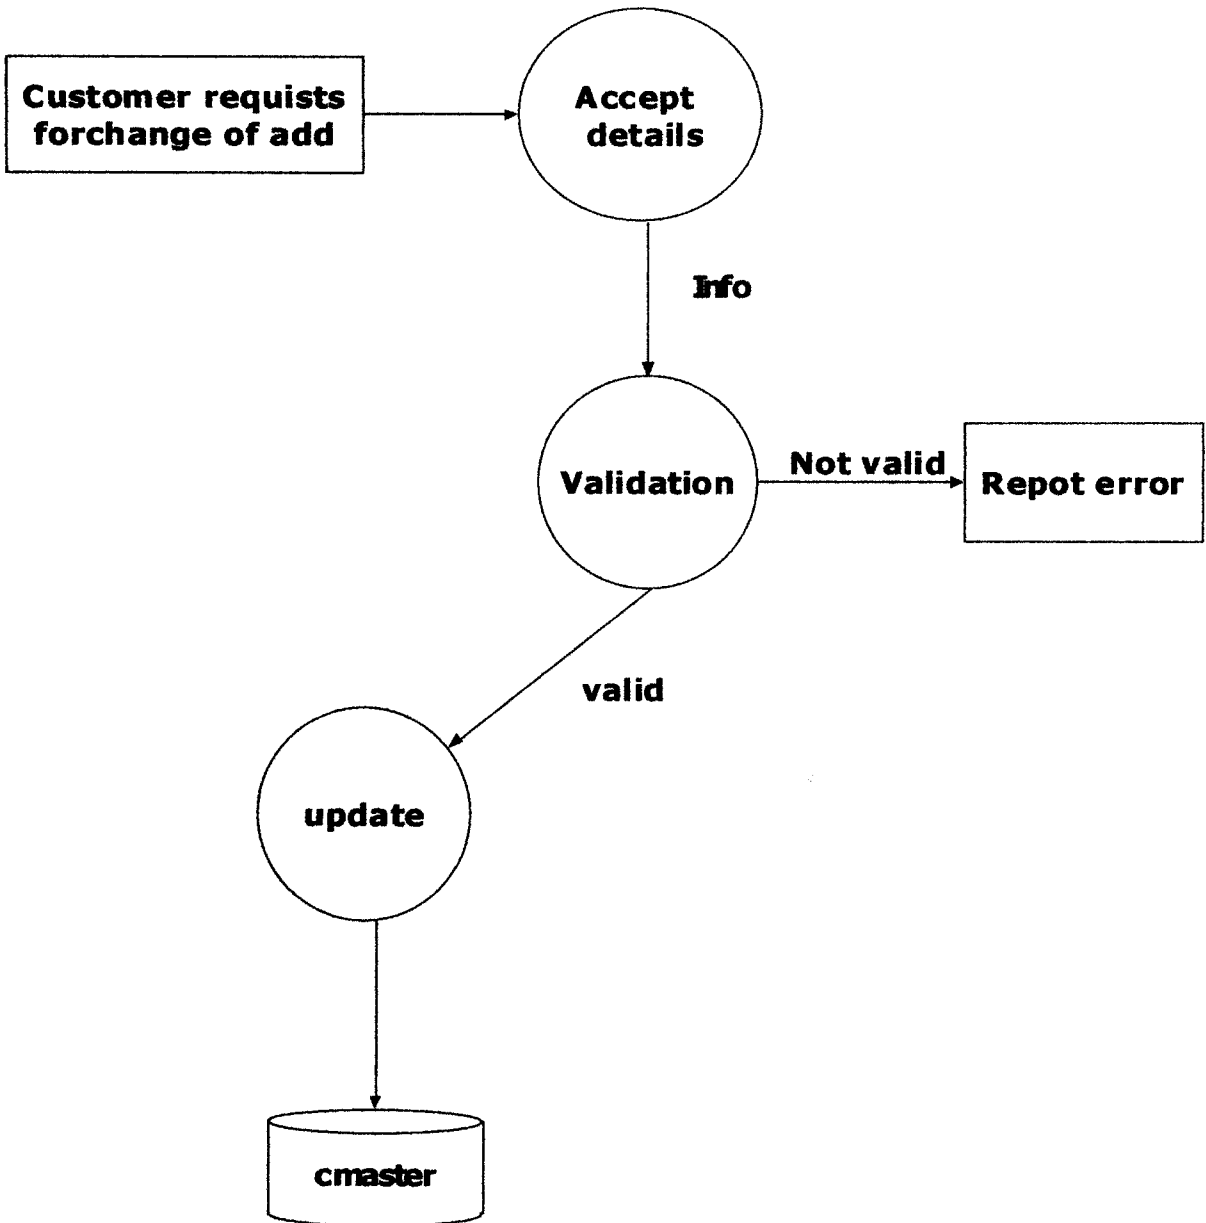 Customer requists
forchange of add
Accept
details
Info
Validation
Not valid
Repot error
valid
update
cmaster